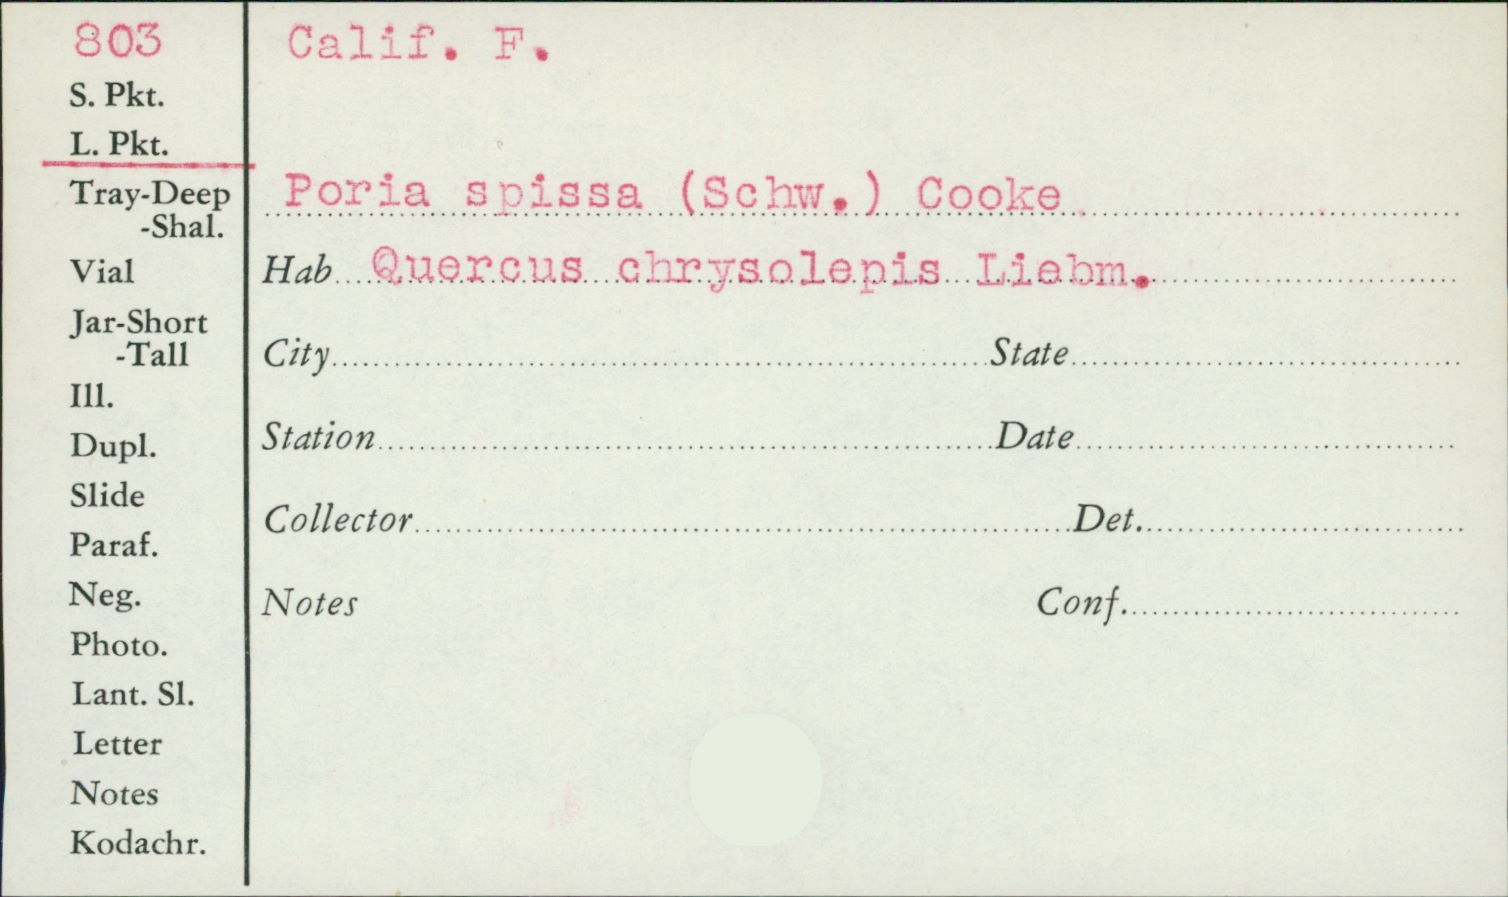 803
Calif. F.
S. Pkt.
L. Pkt.
Tray-Deep
-Shal.
Vial
Jar-Short
-Tall
Ill.
Dupl.
Slide
Paraf.
Neg.
Photo.
Lant. Sl.
Letter
Notes
Kodachr.
Poria spissa (Schw.) Cooke
Hab Quercus chrysolepis Liebm.
City State
Station Date
Collector Det.
Notes Conf.